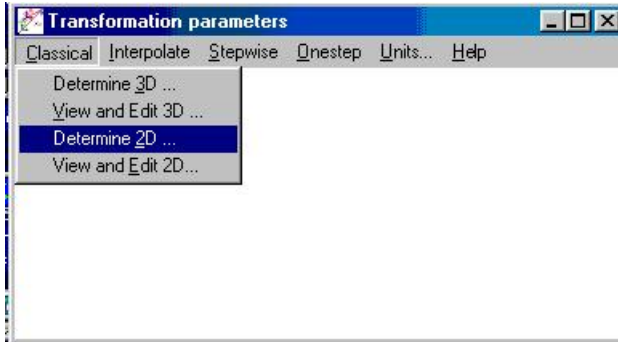 Transformation parameters
Classical Interpolate Stepwise Onestep Units... Help
Determine 3D ...
View and Edit 3D ...
Determine 2D ...
View and Edit 2D...